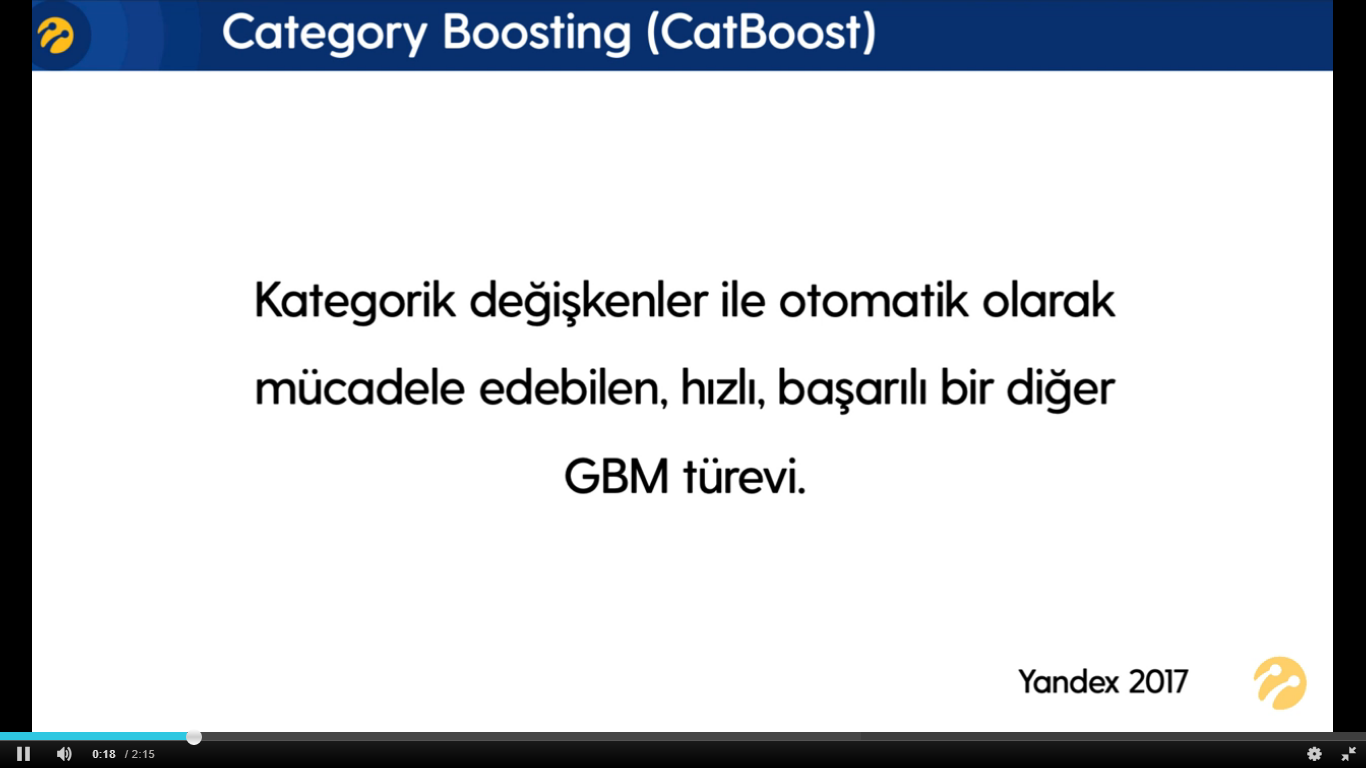 Category Boosting (CatBoost)
Kategorik değişkenler ile otomatik olarak
mücadele edebilen, hızlı, başarılı bir diğer
GBM türevi.
Yandex 2017
0:18 / 2:15